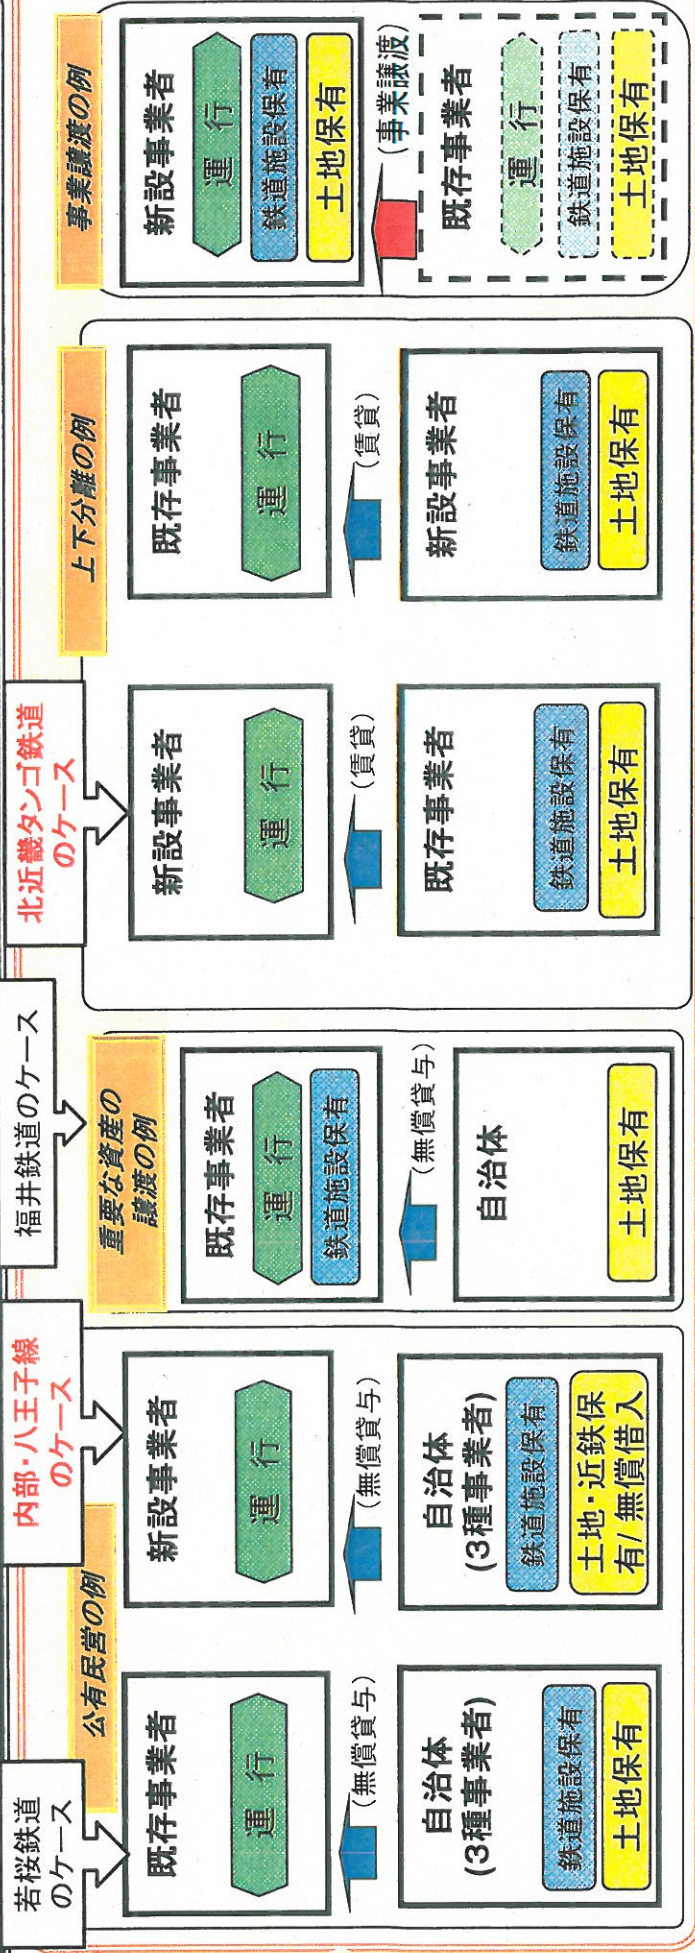 若桜鉄道
のケース
公有民営の例
既存事業者
運 行
(無償貸与)
自治体
(3種事業者)
鉄道施設保有
土地保有
内部・八王子線
のケース
新設事業者
運 行
(無償貸与)
自治体
(3種事業者)
鉄道施設保有
土地・近鉄保
有/無償借入
福井鉄道のケース
重要な資産の
譲渡の例
既存事業者
運 行
鉄道施設保有
(無償貸与)
自治体
土地保有
北近畿タンゴ鉄道
のケース
上下分離の例
新設事業者
運 行
(賃貸)
既存事業者
鉄道施設保有
土地保有
既存事業者
運 行
(賃貸)
新設事業者
鉄道施設保有
土地保有
事業譲渡の例
新設事業者
運 行
鉄道施設保有
土地保有
(事業譲渡)
既存事業者
運 行
鉄道施設保有
土地保有